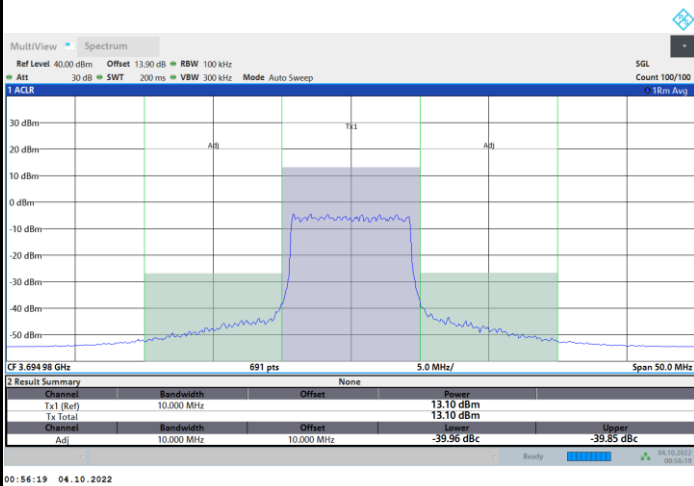 MultiView Spectrum
Ref Level 40.00 dBm Offset 13.90 dB RBW 100 kHz SGL
Att 30 dB SWT 200 ms VBW 300 kHz Mode Auto Sweep Count 100/100
1 ACLR 1Rm Avg
30 dBm
Tx1
20 dBm
Adj Adj
10 dBm
0 dBm
-10 dBm
-20 dBm
-30 dBm
-40 dBm
-50 dBm
CF 3.69498 GHz 691 pts 5.0 MHz/ Span 50.0 MHz
2 Result Summary None
Channel Bandwidth Offset Power
Tx1 (Ref) 10.000 MHz 13.10 dBm
Tx Total 13.10 dBm
Channel Bandwidth Offset Lower Upper
Adj 10.000 MHz 10.000 MHz -39.96 dBc -39.85 dBc
Ready 04.10.2022
00:56:19
00:56:19 04.10.2022